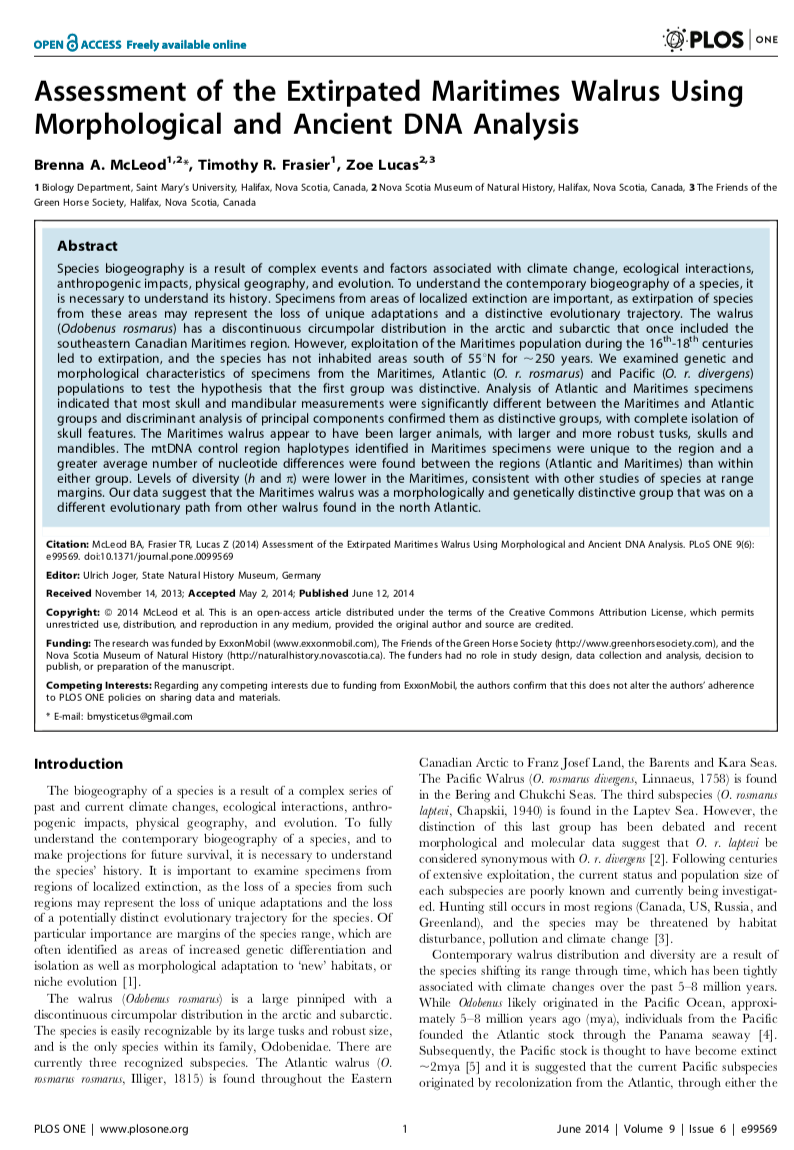 OPEN ACCESS Freely available online
PLOS ONE
Assessment of the Extirpated Maritimes Walrus Using
Morphological and Ancient DNA Analysis
Brenna A. McLeod1,2*, Timothy R. Frasier1, Zoe Lucas2,3
1 Biology Department, Saint Mary's University, Halifax, Nova Scotia, Canada, 2 Nova Scotia Museum of Natural History, Halifax, Nova Scotia, Canada, 3 The Friends of the
Green Horse Society, Halifax, Nova Scotia, Canada
Abstract
Species biogeography is a result of complex events and factors associated with climate change, ecological interactions,
anthropogenic impacts, physical geography, and evolution. To understand the contemporary biogeography of a species, it
is necessary to understand its history. Specimens from areas of localized extinction are important, as extirpation of species
from these areas may represent the loss of unique adaptations and a distinctive evolutionary trajectory. The walrus
(Odobenus rosmarus) has a discontinuous circumpolar distribution in the arctic and subarctic that once included the
southeastern Canadian Maritimes region. However, exploitation of the Maritimes population during the 16th-18th centuries
led to extirpation, and the species has not inhabited areas south of 55°N for ~250 years. We examined genetic and
morphological characteristics of specimens from the Maritimes, Atlantic (O. r. rosmarus) and Pacific (O. r. divergens)
populations to test the hypothesis that the first group was distinctive. Analysis of Atlantic and Maritimes specimens
indicated that most skull and mandibular measurements were significantly different between the Maritimes and Atlantic
groups and discriminant analysis of principal components confirmed them as distinctive groups, with complete isolation of
skull features. The Maritimes walrus appear to have been larger animals, with larger and more robust tusks, skulls and
mandibles. The mtDNA control region haplotypes identified in Maritimes specimens were unique to the region and a
greater average number of nucleotide differences were found between the regions (Atlantic and Maritimes) than within
either group. Levels of diversity (h and π) were lower in the Maritimes, consistent with other studies of species at range
margins. Our data suggest that the Maritimes walrus was a morphologically and genetically distinctive group that was on a
different evolutionary path from other walrus found in the north Atlantic.
Citation: McLeod BA, Frasier TR, Lucas Z (2014) Assessment of the Extirpated Maritimes Walrus Using Morphological and Ancient DNA Analysis. PLoS ONE 9(6):
e99569. doi:10.1371/journal.pone.0099569
Editor: Ulrich Joger, State Natural History Museum, Germany
Received November 14, 2013; Accepted May 2, 2014; Published June 12, 2014
Copyright: © 2014 McLeod et al. This is an open-access article distributed under the terms of the Creative Commons Attribution License, which permits
unrestricted use, distribution, and reproduction in any medium, provided the original author and source are credited.
Funding: The research was funded by ExxonMobil (www.exxonmobil.com), The Friends of the Green Horse Society (http://www.greenhorsesociety.com), and the
Nova Scotia Museum of Natural History (http://naturalhistory.novascotia.ca). The funders had no role in study design, data collection and analysis, decision to
publish, or preparation of the manuscript.
Competing Interests: Regarding any competing interests due to funding from ExxonMobil, the authors confirm that this does not alter the authors' adherence
to PLOS ONE policies on sharing data and materials.
* E-mail: bmysticetus@gmail.com
Introduction
The biogeography of a species is a result of a complex series of
past and current climate changes, ecological interactions, anthro-
pogenic impacts, physical geography, and evolution. To fully
understand the contemporary biogeography of a species, and to
make projections for future survival, it is necessary to understand
the species' history. It is important to examine specimens from
regions of localized extinction, as the loss of a species from such
regions may represent the loss of unique adaptations and the loss
of a potentially distinct evolutionary trajectory for the species. Of
particular importance are margins of the species range, which are
often identified as areas of increased genetic differentiation and
isolation as well as morphological adaptation to 'new' habitats, or
niche evolution [1].
The walrus (Odobenus rosmarus) is a large pinniped with a
discontinuous circumpolar distribution in the arctic and subarctic.
The species is easily recognizable by its large tusks and robust size,
and is the only species within its family, Odobenidae. There are
currently three recognized subspecies. The Atlantic walrus (O.
rosmarus rosmarus, Illiger, 1815) is found throughout the Eastern
Canadian Arctic to Franz Josef Land, the Barents and Kara Seas.
The Pacific Walrus (O. rosmarus divergens, Linnaeus, 1758) is found
in the Bering and Chukchi Seas. The third subspecies (O. rosmarus
laptevi, Chapskii, 1940) is found in the Laptev Sea. However, the
distinction of this last group has been debated and recent
morphological and molecular data suggest that O. r. laptevi be
considered synonymous with O. r. divergens [2]. Following centuries
of extensive exploitation, the current status and population size of
each subspecies are poorly known and currently being investigat-
ed. Hunting still occurs in most regions (Canada, US, Russia, and
Greenland), and the species may be threatened by habitat
disturbance, pollution and climate change [3].
Contemporary walrus distribution and diversity are a result of
the species shifting its range through time, which has been tightly
associated with climate changes over the past 5–8 million years.
While Odobenus likely originated in the Pacific Ocean, approxi-
mately 5–8 million years ago (mya), individuals from the Pacific
founded the Atlantic stock through the Panama seaway [4].
Subsequently, the Pacific stock is thought to have become extinct
~2mya [5] and it is suggested that the current Pacific subspecies
originated by recolonization from the Atlantic, through either the
PLOS ONE | www.plosone.org
1
June 2014 | Volume 9 | Issue 6 | e99569